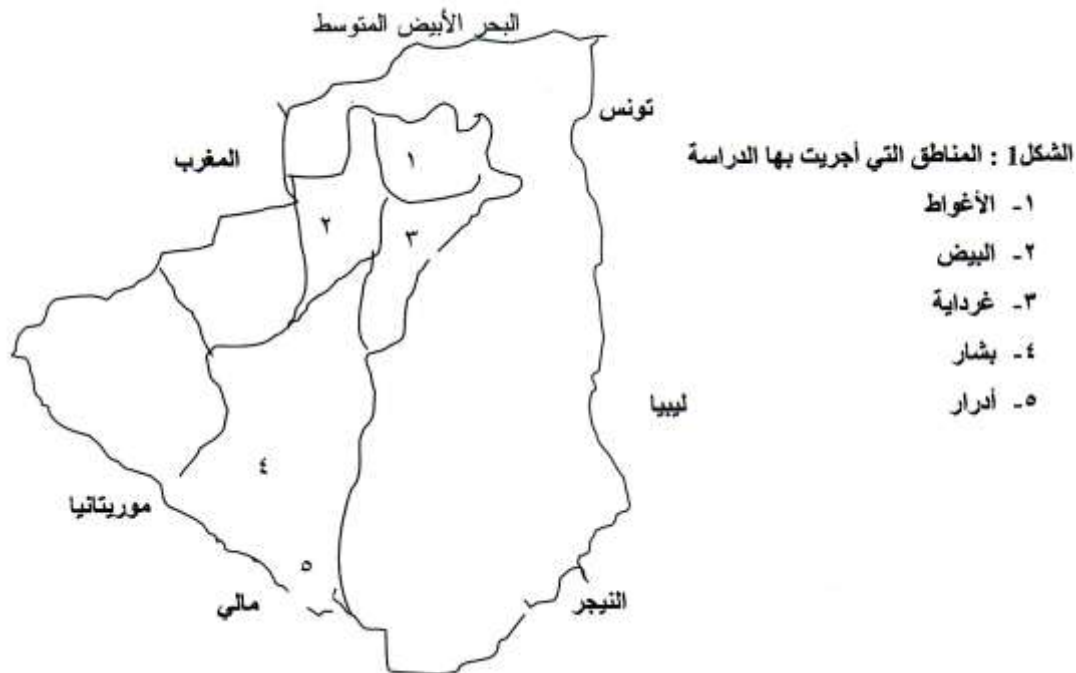 البحر الأبيض المتوسط
تونس
المغرب
الشكل1 : المناطق التي أجريت بها الدراسة
١- الأغواط
٢- البيض
٣- غرداية
٤- بشار
٥- أدرار
١
٢
٣
ليبيا
٤
موريتانيا
٥
مالي
النيجر